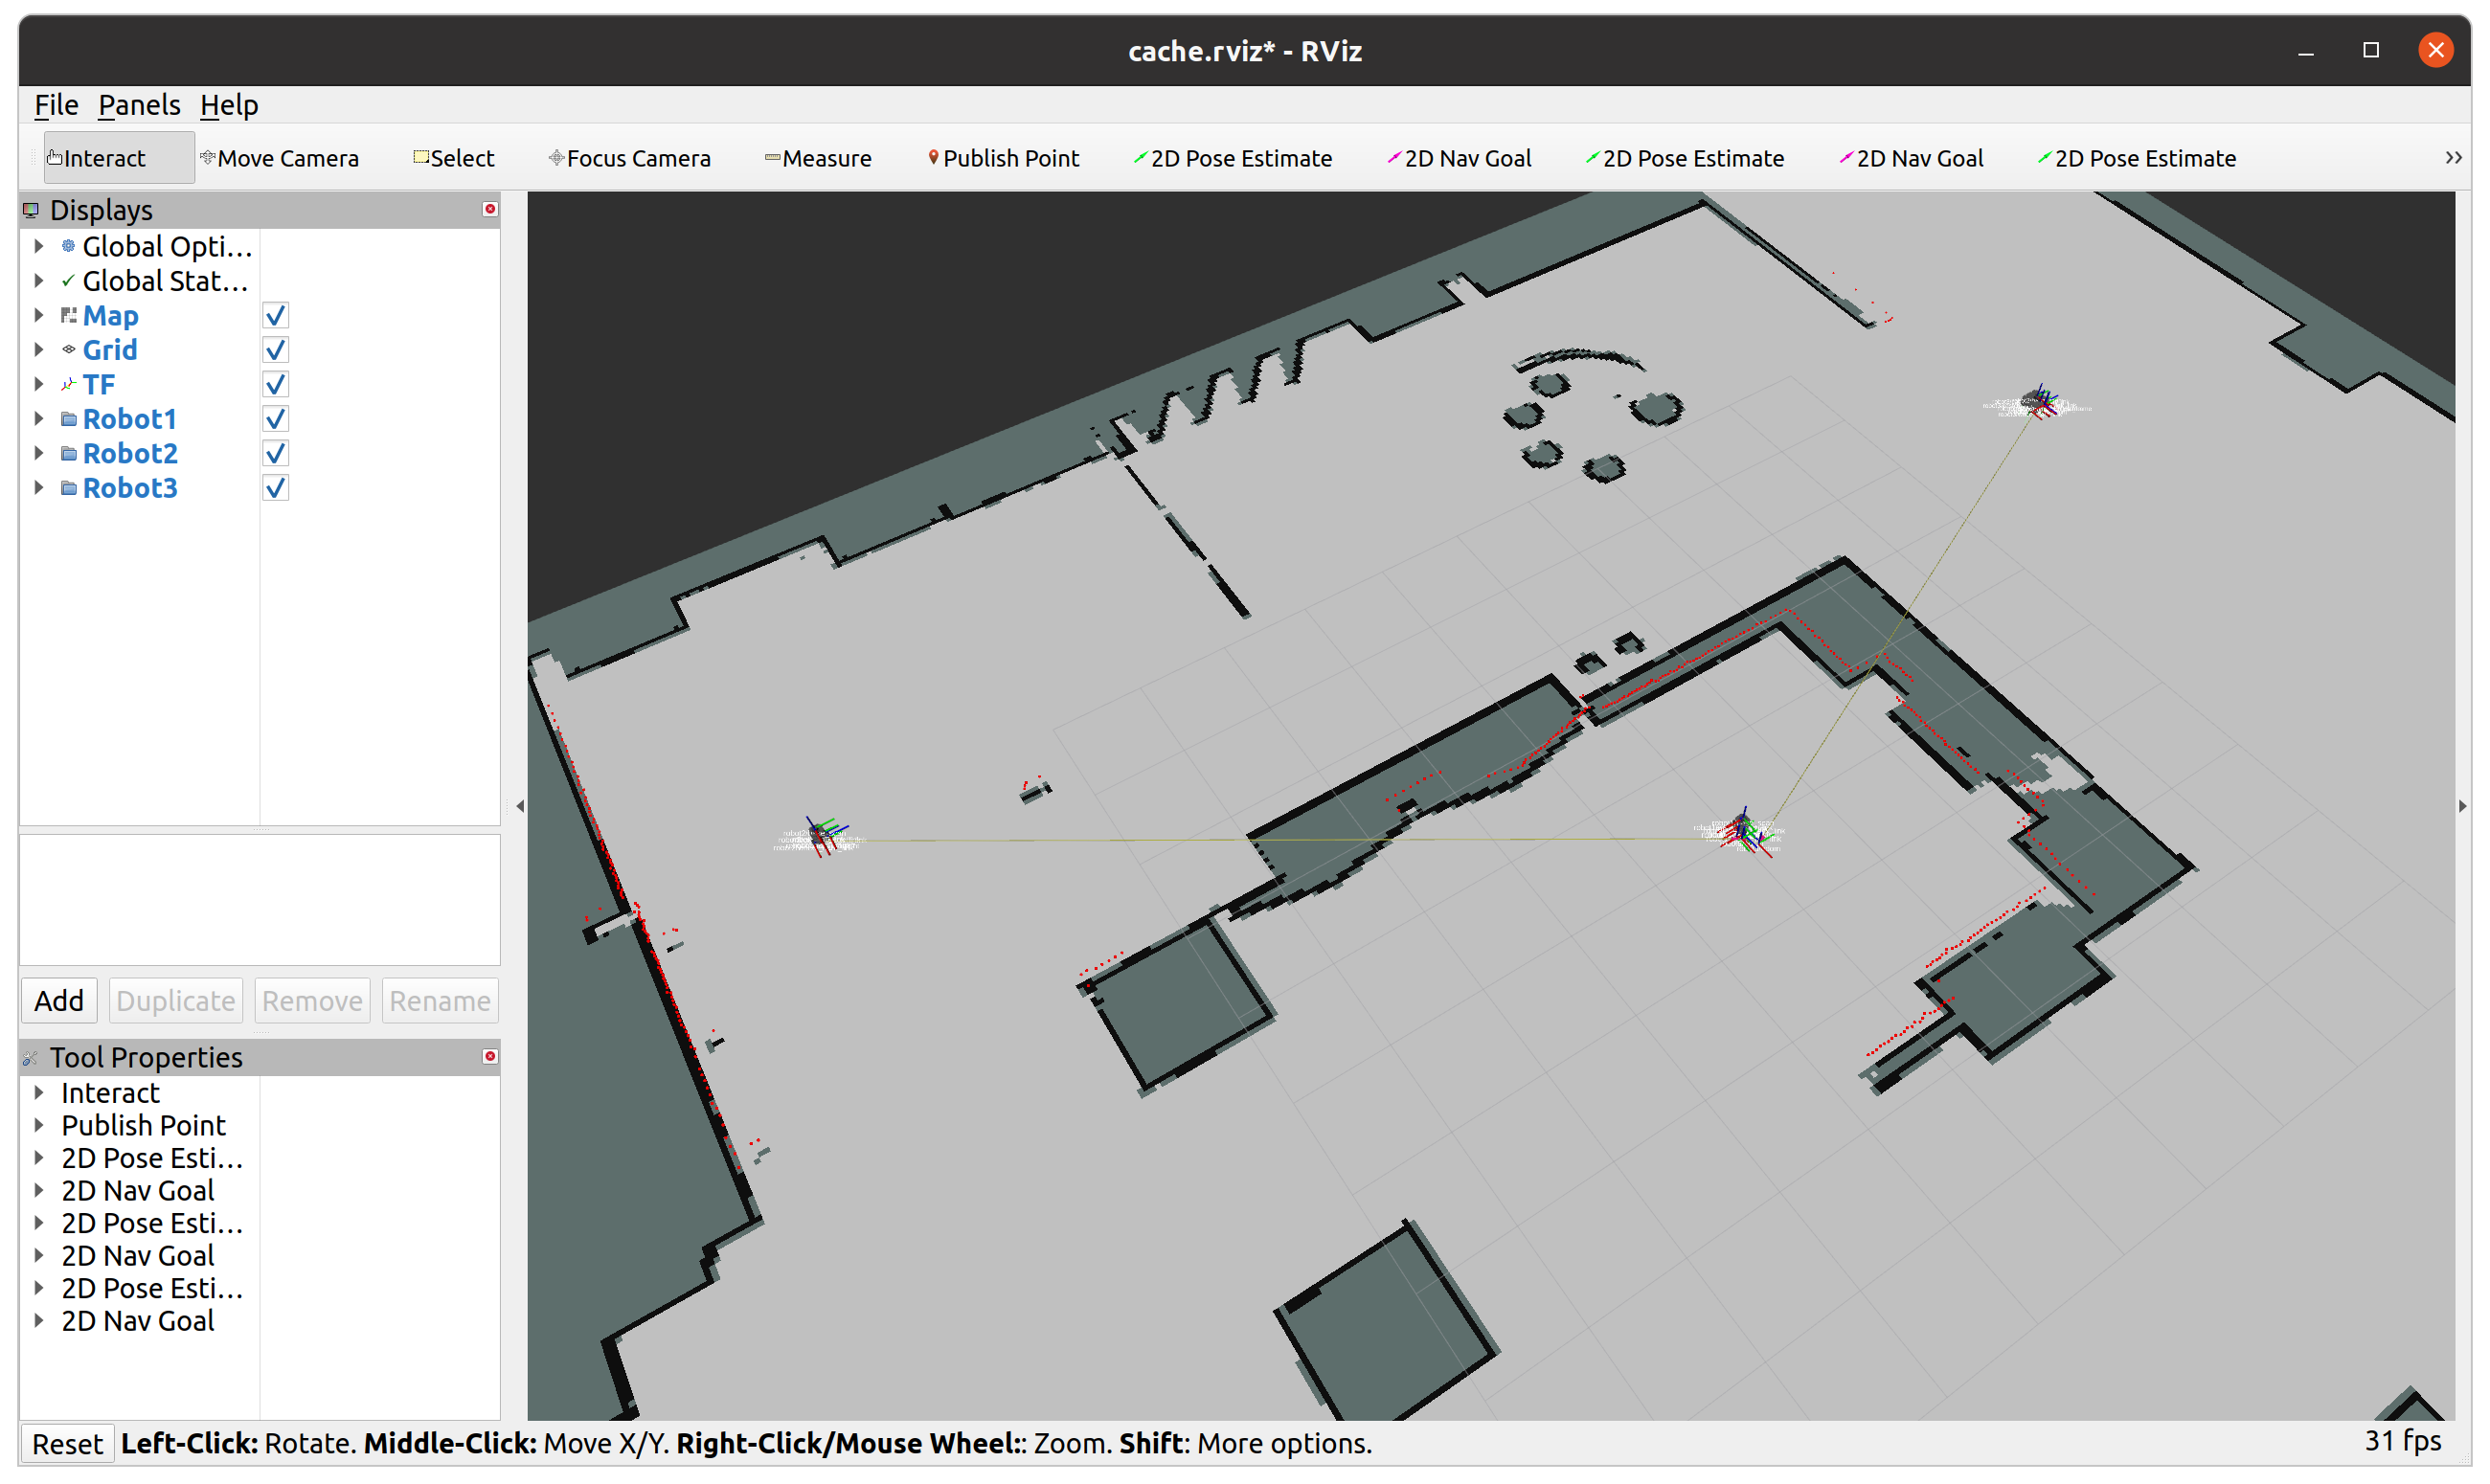 cache.rviz* - RViz
File Panels Help
Interact Move Camera Select Focus Camera Measure Publish Point 2D Pose Estimate 2D Nav Goal 2D Pose Estimate 2D Nav Goal 2D Pose Estimate »
Displays
Global Opti…
Global Stat…
Map
Grid
TF
Robot1
Robot2
Robot3
Add Duplicate Remove Rename
Tool Properties
Interact
Publish Point
2D Pose Esti…
2D Nav Goal
2D Pose Esti…
2D Nav Goal
2D Pose Esti…
2D Nav Goal
Reset Left-Click: Rotate. Middle-Click: Move X/Y. Right-Click/Mouse Wheel:: Zoom. Shift: More options. 31 fps